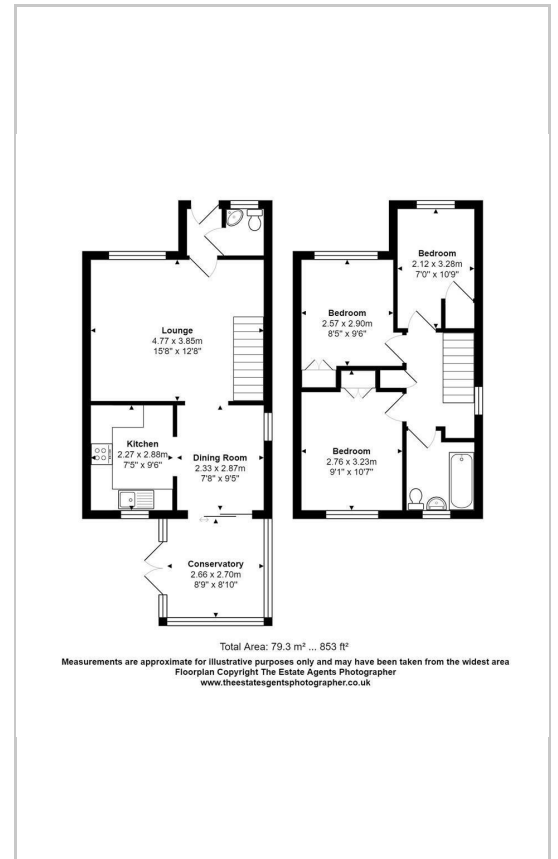 Lounge
4.77 x 3.85m
15'8" x 12'8"
Kitchen
2.27 x 2.88m
7'5" x 9'6"
Dining Room
2.33 x 2.87m
7'8" x 9'5"
Conservatory
2.66 x 2.70m
8'9" x 8'10"
Bedroom
2.12 x 3.28m
7'0" x 10'9"
Bedroom
2.57 x 2.90m
8'5" x 9'6"
Bedroom
2.76 x 3.23m
9'1" x 10'7"
Total Area: 79.3 m² ... 853 ft²
Measurements are approximate for illustrative purposes only and may have been taken from the widest area
Floorplan Copyright The Estate Agents Photographer
www.theestatesgentsphotographer.co.uk